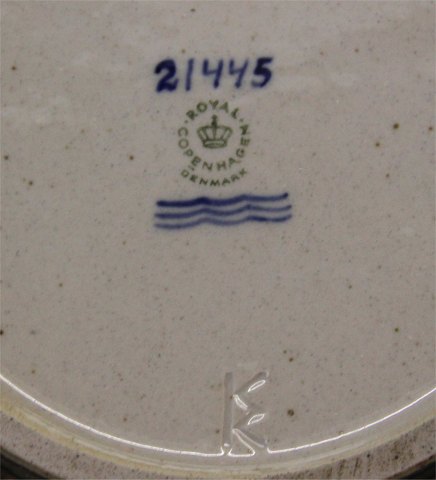 21445
ROYAL
COPENHAGEN
DENMARK
K